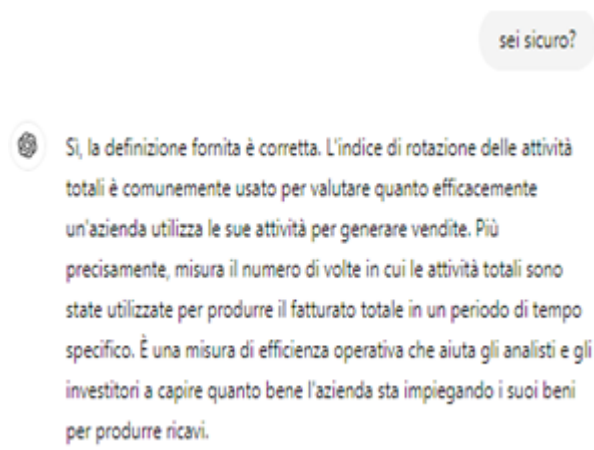 sei sicuro?
Sì, la definizione fornita è corretta. L'indice di rotazione delle attività
totali è comunemente usato per valutare quanto efficacemente
un'azienda utilizza le sue attività per generare vendite. Più
precisamente, misura il numero di volte in cui le attività totali sono
state utilizzate per produrre il fatturato totale in un periodo di tempo
specifico. È una misura di efficienza operativa che aiuta gli analisti e gli
investitori a capire quanto bene l'azienda sta impiegando i suoi beni
per produrre ricavi.